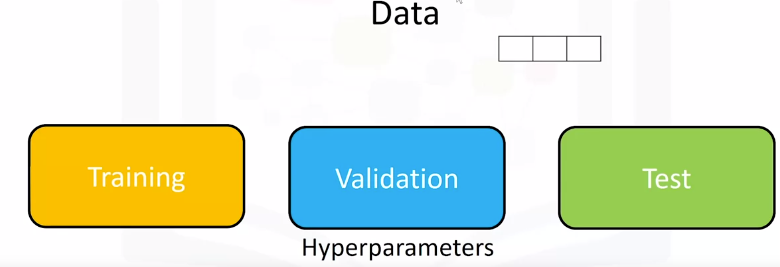 Data
Training
Validation
Test
Hyperparameters